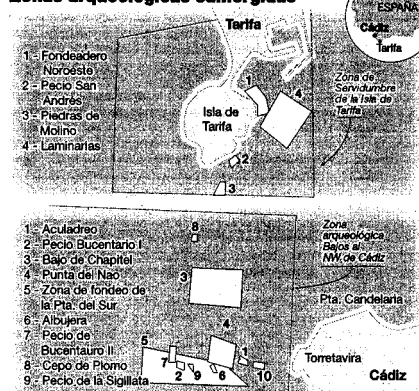 Zonas arqueológicas sumergidas
ESPAÑA
Cádiz
Tarifa
Tarifa
1 - Fondeadero
Noroeste
2 - Pecio San
Andrés
3 - Piedras de
Molino
4 - Laminarias
1
4
Isla de
Tarifa
2
3
Zona de
Servidumbre
de la Isla de
Tarifa
1 - Aculadreo
2 - Pecio Bucentario I
3 - Bajo de Chapitel
4 - Punta del Nao
5 - Zona de fondeo de
la Pta. del Sur
6 - Albujera
7 - Pecio de
Bucentauro II
8 - Cepo de Plomo
9 - Pecio de la Sigillata
8
3
4
5
7
2
9
6
1
10
Zona
arqueológica
Bajos al
NW de Cádiz
Pta. Candelaria
Torretavira
Cádiz